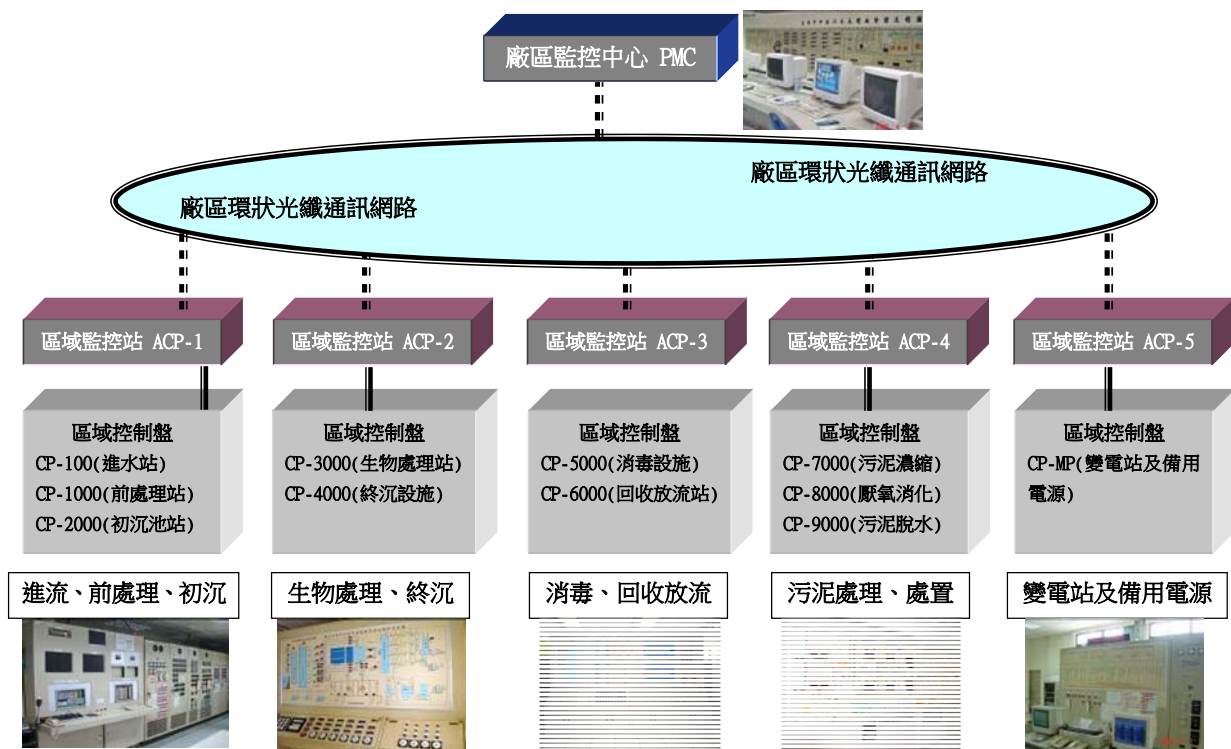 廠區監控中心 PMC
廠區環狀光纖通訊網路
廠區環狀光纖通訊網路
區域監控站 ACP-1
區域監控站 ACP-2
區域監控站 ACP-3
區域監控站 ACP-4
區域監控站 ACP-5
區域控制盤
CP-100(進水站)
CP-1000(前處理站)
CP-2000(初沉池站)
區域控制盤
CP-3000(生物處理站)
CP-4000(終沉設施)
區域控制盤
CP-5000(消毒設施)
CP-6000(回收放流站)
區域控制盤
CP-7000(污泥濃縮)
CP-8000(厭氧消化)
CP-9000(污泥脫水)
區域控制盤
CP-MP(變電站及備用
電源)
進流、前處理、初沉
生物處理、終沉
消毒、回收放流
污泥處理、處置
變電站及備用電源